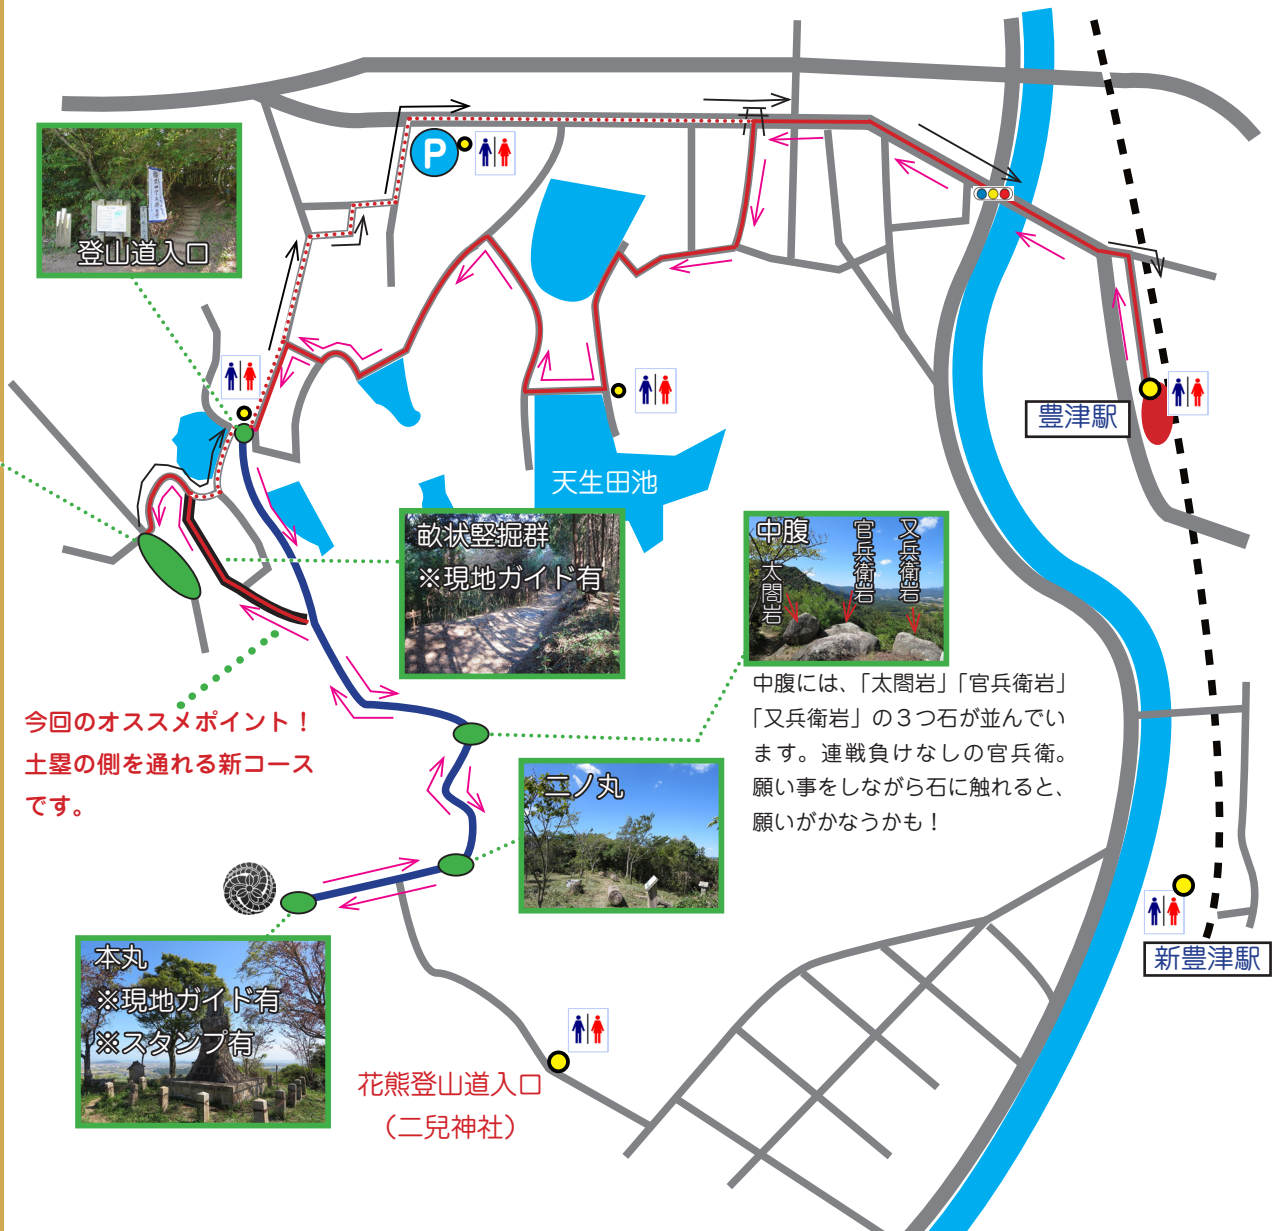 登山道入口
P
豊津駅
天生田池
畝状竪掘群
※現地ガイド有
中腹
太閤岩
官兵衛岩
又兵衛岩
中腹には、「太閤岩」「官兵衛岩」
「又兵衛岩」の３つ石が並んでい
ます。連戦負けなしの官兵衛。
願い事をしながら石に触れると、
願いがかなうかも！
今回のオススメポイント！
土塁の側を通れる新コース
です。
二ノ丸
本丸
※現地ガイド有
※スタンプ有
新豊津駅
花熊登山道入口
（二兒神社）